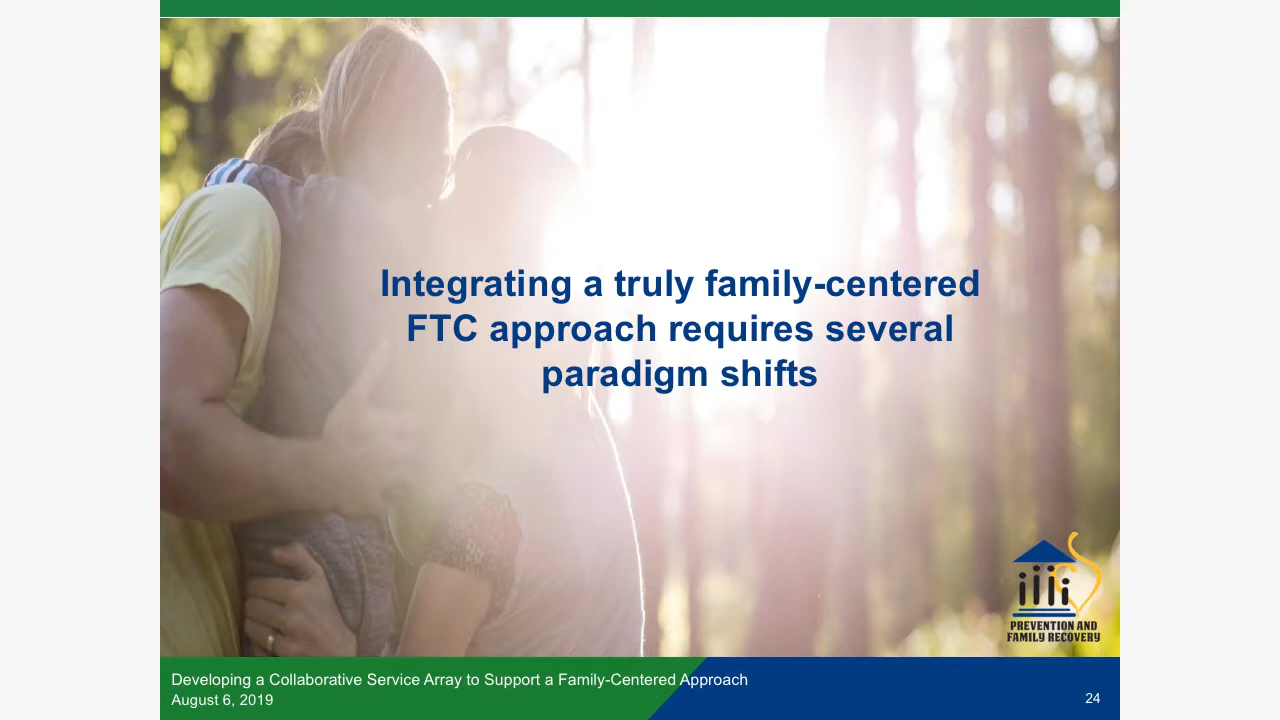 Integrating a truly family-centered
FTC approach requires several
paradigm shifts
PREVENTION AND
FAMILY RECOVERY
Developing a Collaborative Service Array to Support a Family-Centered Approach
August 6, 2019
24